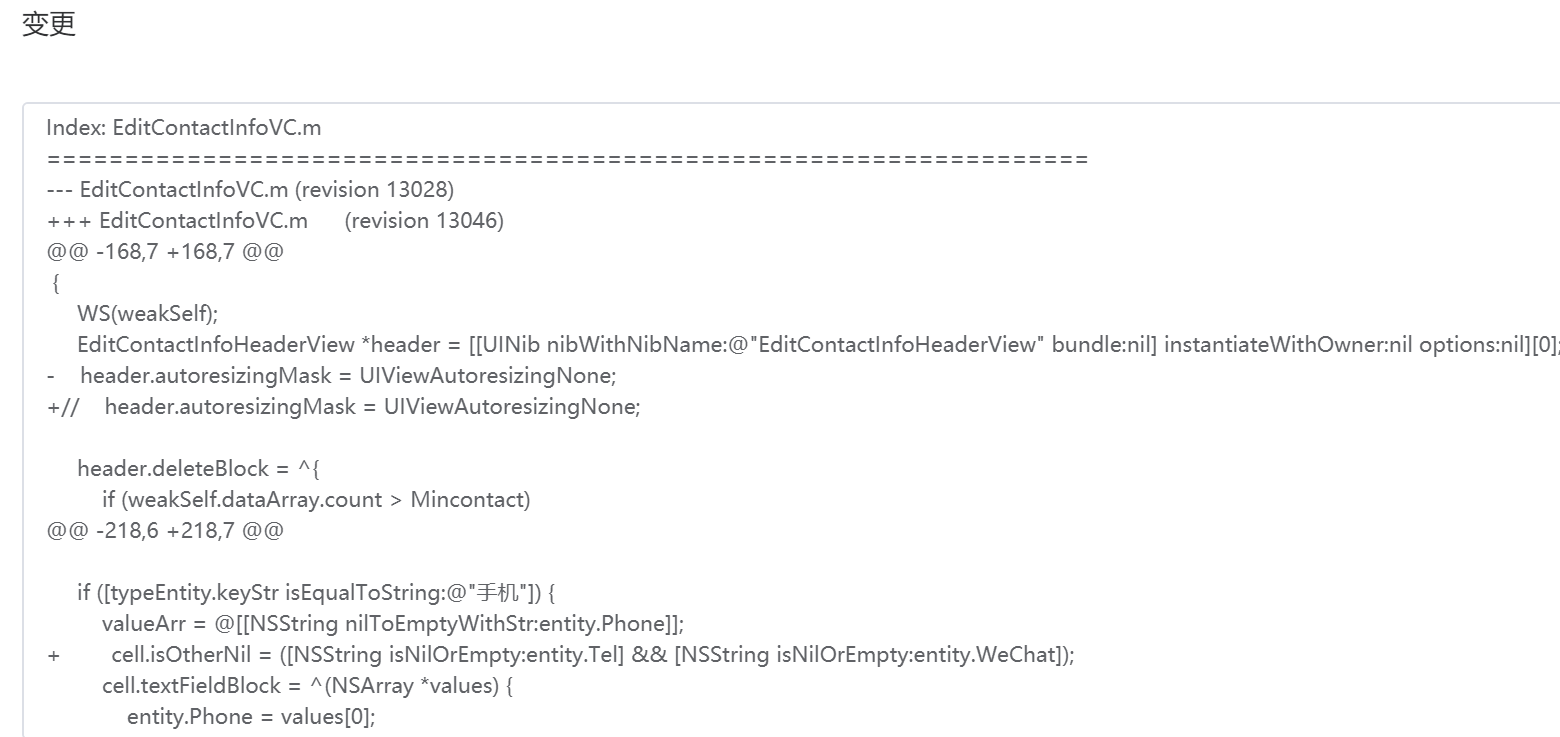 变更
Index: EditContactInfoVC.m
===================================================================
--- EditContactInfoVC.m (revision 13028)
+++ EditContactInfoVC.m (revision 13046)
@@ -168,7 +168,7 @@
{
WS(weakSelf);
EditContactInfoHeaderView *header = [[UINib nibWithNibName:@"EditContactInfoHeaderView" bundle:nil] instantiateWithOwner:nil options:nil][0];
- header.autoresizingMask = UIViewAutoresizingNone;
+// header.autoresizingMask = UIViewAutoresizingNone;
header.deleteBlock = ^{
if (weakSelf.dataArray.count > Mincontact)
@@ -218,6 +218,7 @@
if ([typeEntity.keyStr isEqualToString:@"手机"]) {
valueArr = @[[NSString nilToEmptyWithStr:entity.Phone]];
+ cell.isOtherNil = ([NSString isNilOrEmpty:entity.Tel] && [NSString isNilOrEmpty:entity.WeChat]);
cell.textFieldBlock = ^(NSArray *values) {
entity.Phone = values[0];